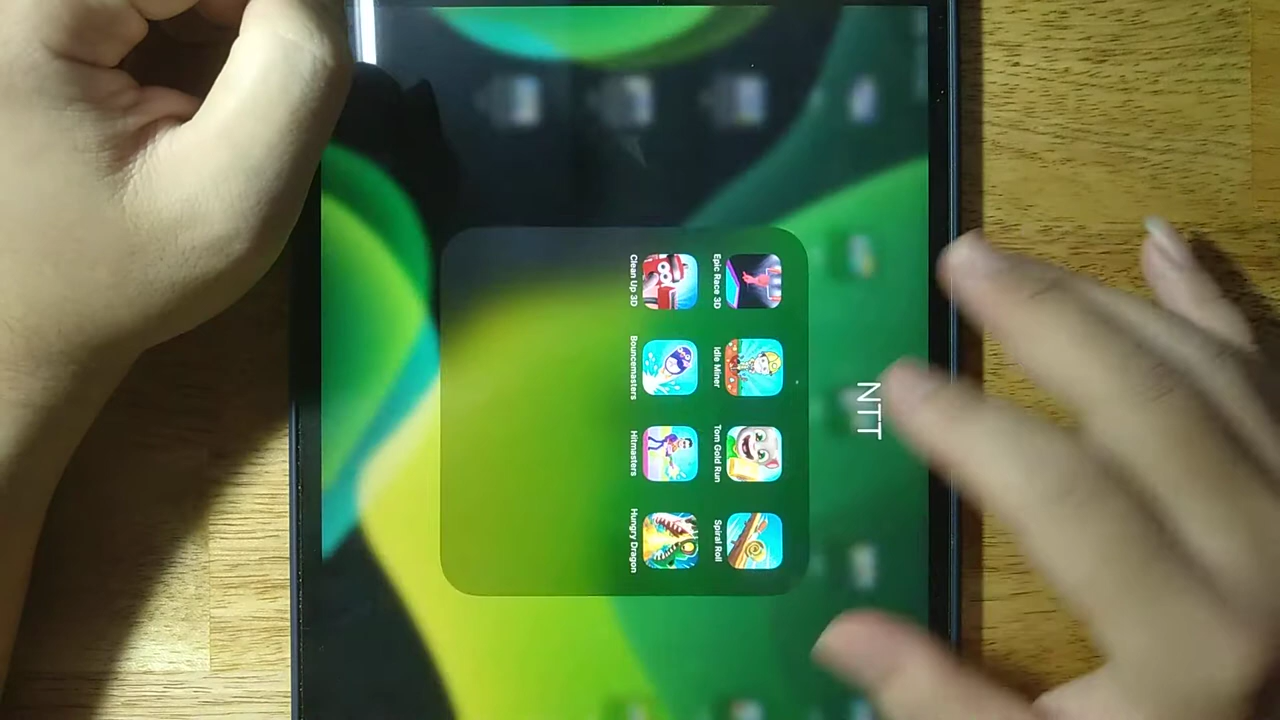 NTT
Epic Race 3D
Idle Miner
Tom Gold Run
Spiral Roll
Clean Up 3D
Bouncemasters
Hitmasters
Hungry Dragon